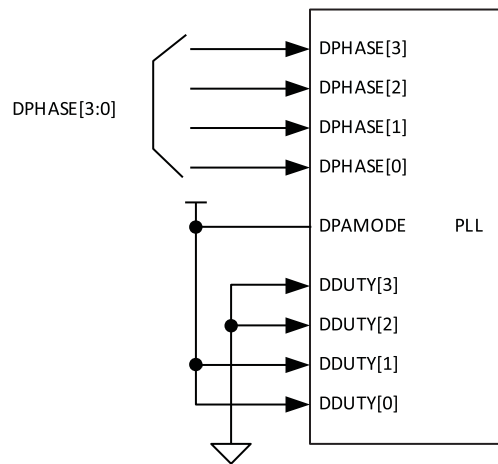 DPHASE[3]
DPHASE[2]
DPHASE[3:0]
DPHASE[1]
DPHASE[0]
DPAMODE PLL
DDUTY[3]
DDUTY[2]
DDUTY[1]
DDUTY[0]